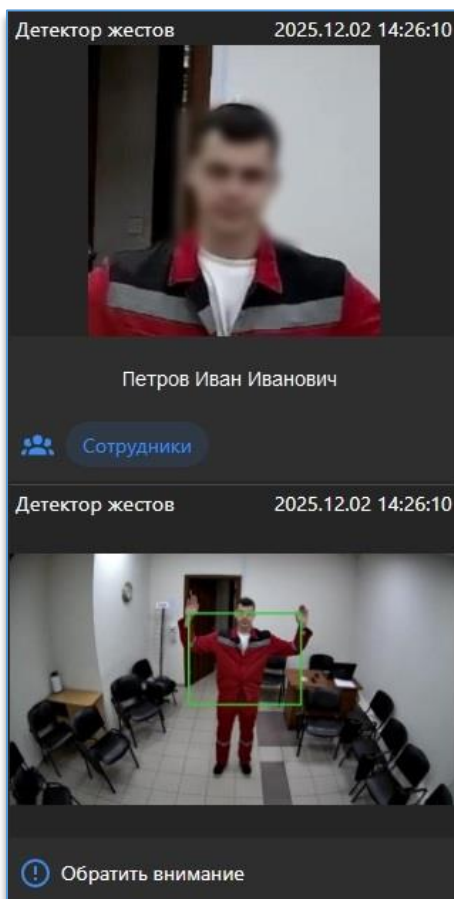 Детектор жестов 2025.12.02 14:26:10
Петров Иван Иванович
Сотрудники
Детектор жестов 2025.12.02 14:26:10
Обратить внимание